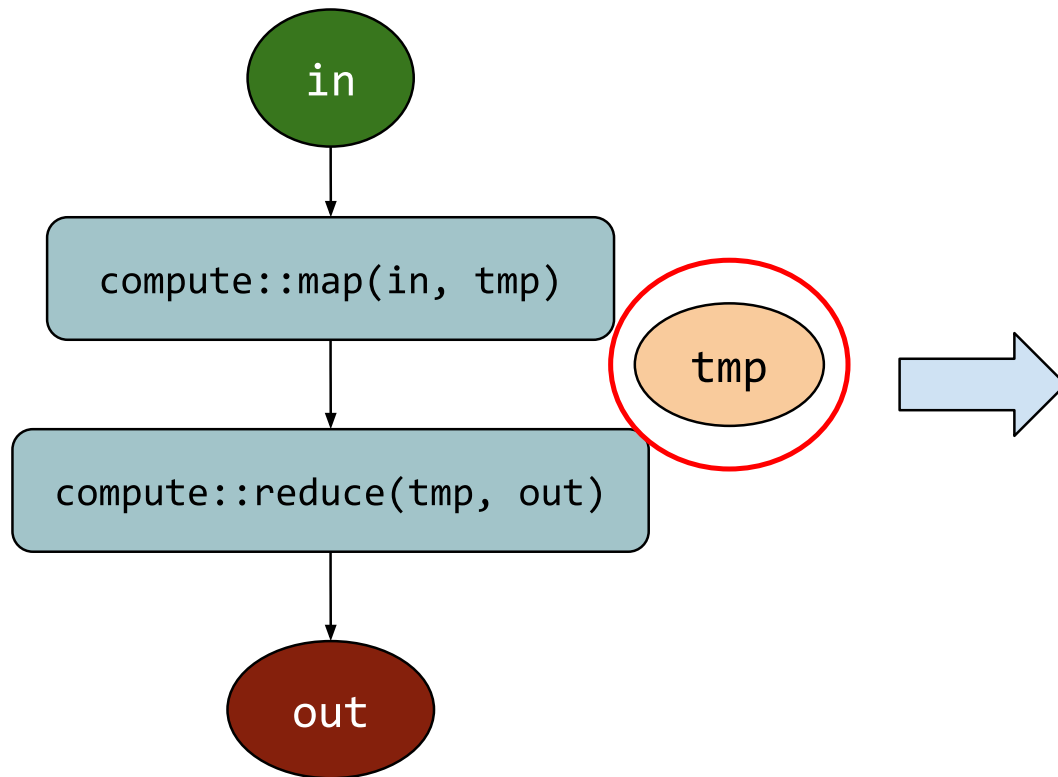 in
compute::map(in, tmp)
tmp
compute::reduce(tmp, out)
out